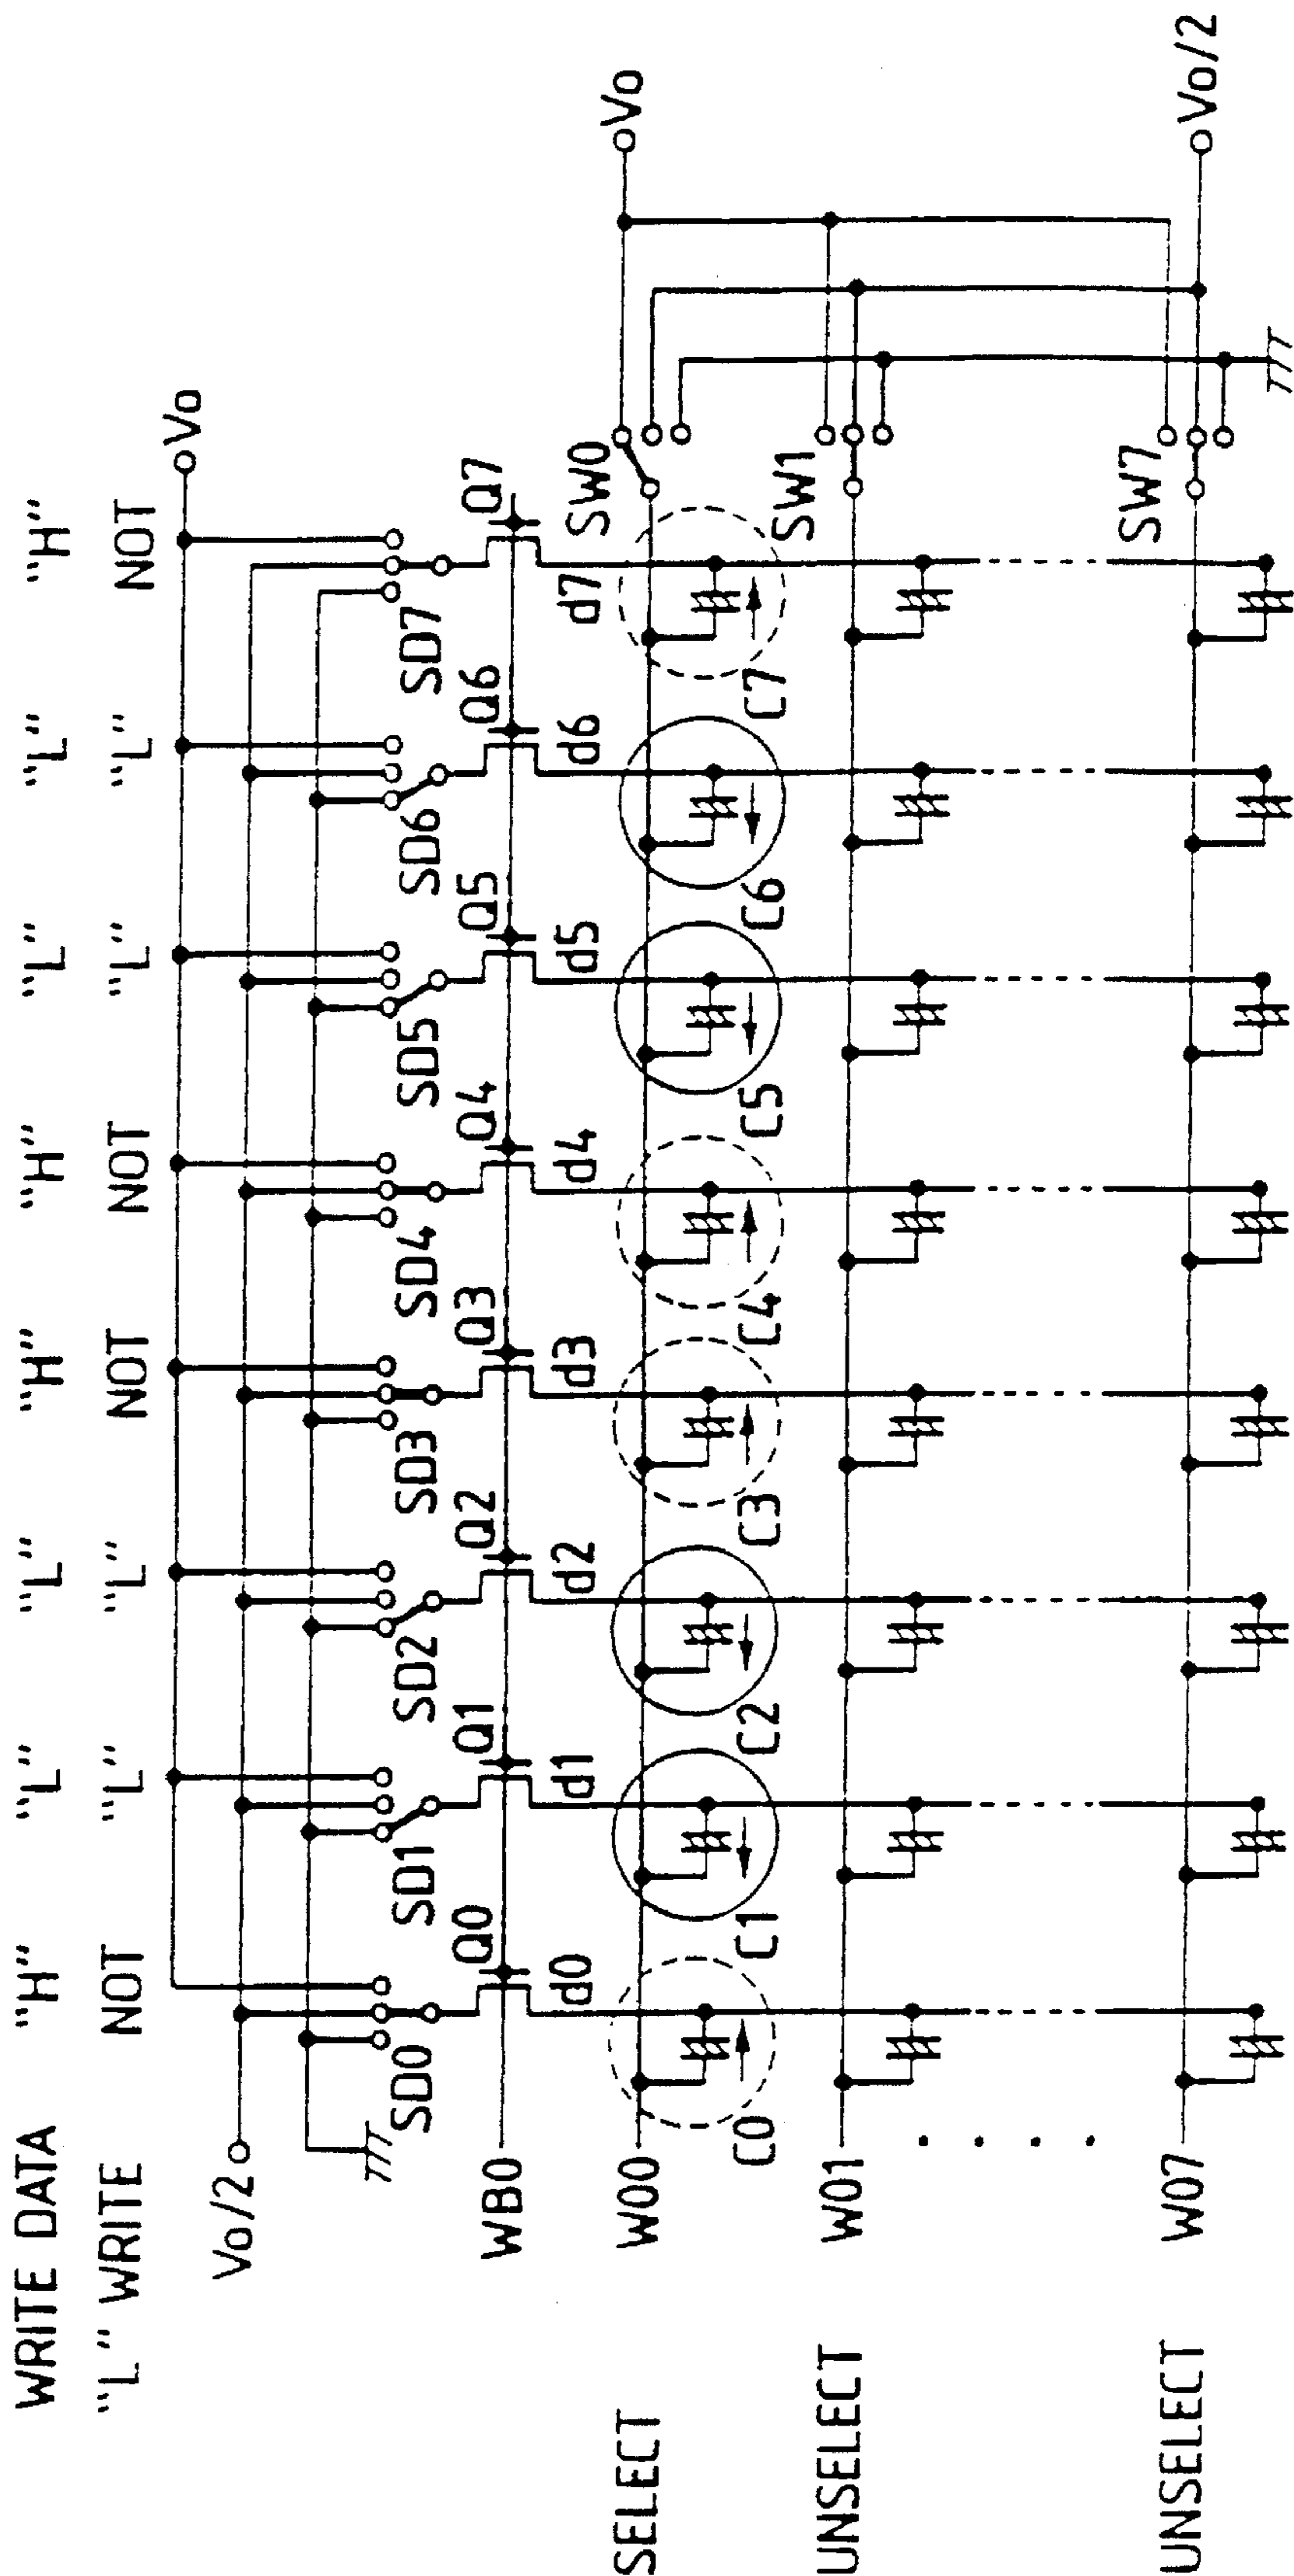 WRITE DATA "H" "L" "L" "H" "H" "L" "L" "H"
"L" WRITE NOT "L" "L" NOT NOT "L" "L" NOT
Vo
Vo/2
SD0 SD1 SD2 SD3 SD4 SD5 SD6 SD7
Q0 Q1 Q2 Q3 Q4 Q5 Q6 Q7
WB0
d0 d1 d2 d3 d4 d5 d6 d7
SW0
Vo
SELECT W00
C0 C1 C2 C3 C4 C5 C6 C7
SW1
UNSELECT W01
SW7
UNSELECT W07
Vo/2